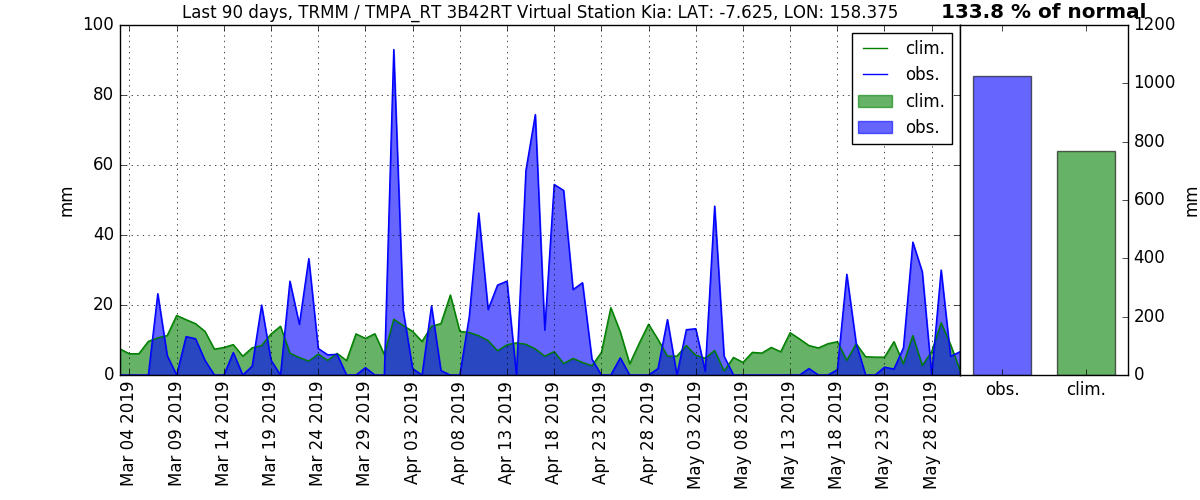 Last 90 days, TRMM / TMPA_RT 3B42RT Virtual Station Kia: LAT: -7.625, LON: 158.375
133.8 % of normal
100
80
60
40
20
0
mm
clim.
obs.
clim.
obs.
Mar 04 2019
Mar 09 2019
Mar 14 2019
Mar 19 2019
Mar 24 2019
Mar 29 2019
Apr 03 2019
Apr 08 2019
Apr 13 2019
Apr 18 2019
Apr 23 2019
Apr 28 2019
May 03 2019
May 08 2019
May 13 2019
May 18 2019
May 23 2019
May 28 2019
1200
1000
800
600
400
200
0
mm
obs.
clim.